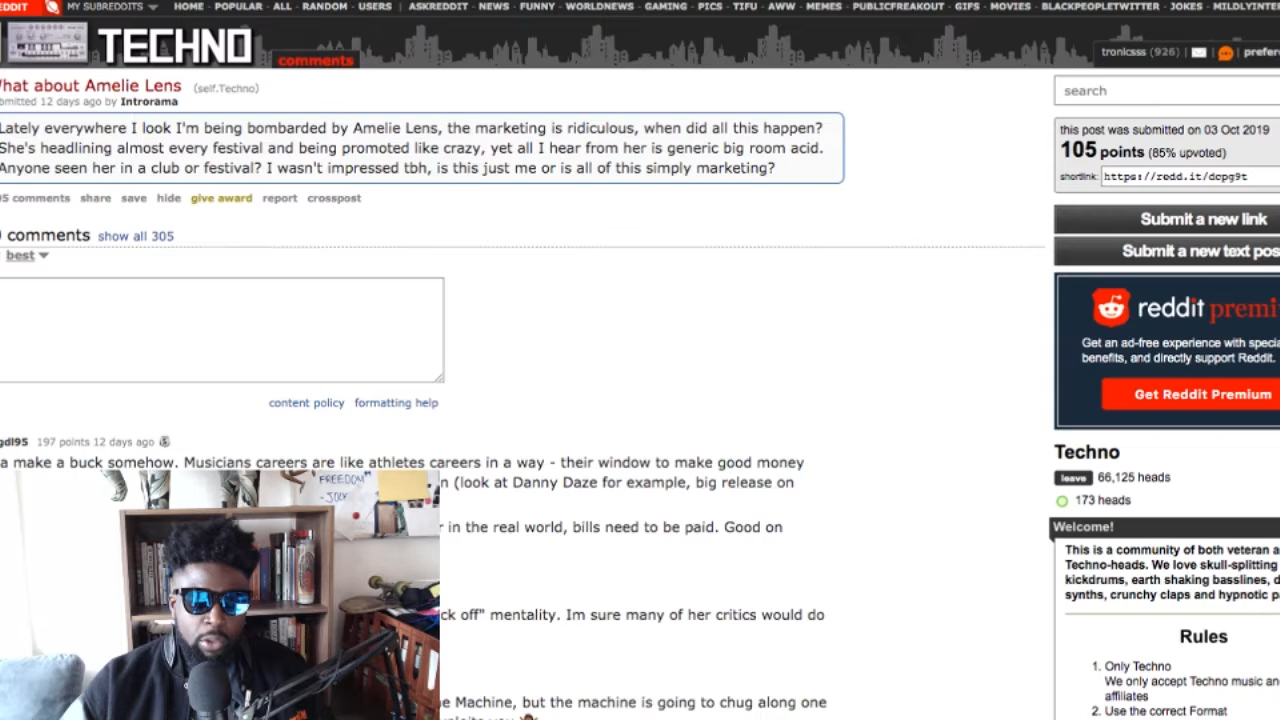 EDDIT MY SUBREDDITS HOME - POPULAR - ALL - RANDOM - USERS | ASKREDDIT - NEWS - FUNNY - WORLDNEWS - GAMING - PICS - TIFU - AWW - MEMES - PUBLICFREAKOUT - GIFS - MOVIES - BLACKPEOPLETWITTER - JOKES - MILDLYINTER
TECHNO comments
tronicsss (926) | | prefere
hat about Amelie Lens (self.Techno)
bmitted 12 days ago by Introrama
Lately everywhere I look I'm being bombarded by Amelie Lens, the marketing is ridiculous, when did all this happen?
She's headlining almost every festival and being promoted like crazy, yet all I hear from her is generic big room acid.
Anyone seen her in a club or festival? I wasn't impressed tbh, is this just me or is all of this simply marketing?
05 comments share save hide give award report crosspost
comments show all 305
best
content policy formatting help
gdl95 197 points 12 days ago
a make a buck somehow. Musicians careers are like athletes careers in a way - their window to make good money
n (look at Danny Daze for example, big release on
r in the real world, bills need to be paid. Good on
ck off" mentality. Im sure many of her critics would do
e Machine, but the machine is going to chug along one
FREEDOM"
-JOLY
search
this post was submitted on 03 Oct 2019
105 points (85% upvoted)
shortlink: https://redd.it/dcpg9t
Submit a new link
Submit a new text pos
reddit premi
Get an ad-free experience with specia
benefits, and directly support Reddit.
Get Reddit Premium
Techno
leave 66,125 heads
173 heads
Welcome!
This is a community of both veteran a
Techno-heads. We love skull-splitting
kickdrums, earth shaking basslines, d
synths, crunchy claps and hypnotic p
Rules
1. Only Techno
We only accept Techno music an
affiliates
2. Use the correct Format